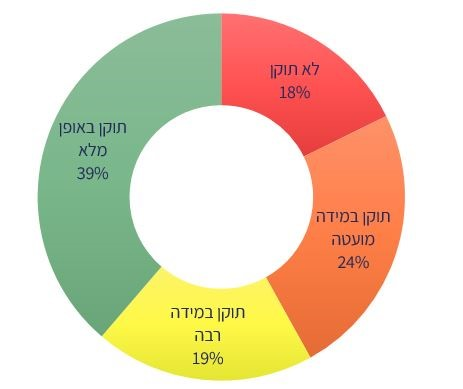 לא תוקן
18%
תוקן במידה
מועטה
24%
תוקן במידה
רבה
19%
תוקן באופן
מלא
39%